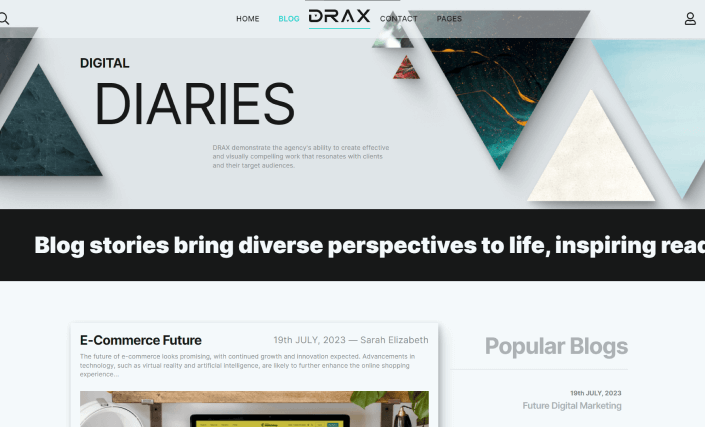 HOME
BLOG
DRAX
CONTACT
PAGES
DIGITAL
DIARIES
DRAX demonstrate the agency's ability to create effective
and visually compelling work that resonates with clients
and their target audiences.
Blog stories bring diverse perspectives to life, inspiring read
E-Commerce Future
19th JULY, 2023 — Sarah Elizabeth
The future of e-commerce looks promising, with continued growth and innovation expected. Advancements in
technology, such as virtual reality and artificial intelligence, are likely to further enhance the online shopping
experience...
Popular Blogs
19th JULY, 2023
Future Digital Marketing